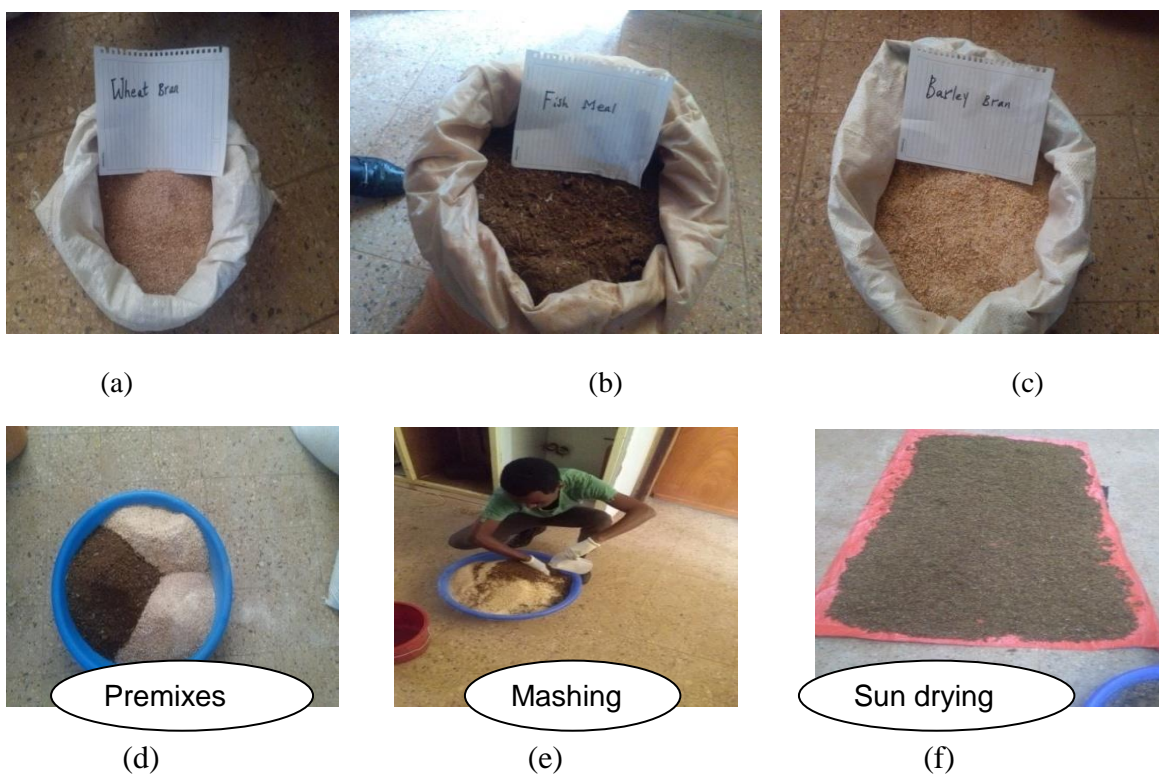 Wheat Bran
Fish Meal
Barley Bran
(a)
(b)
(c)
Premixes
Mashing
Sun drying
(d)
(e)
(f)